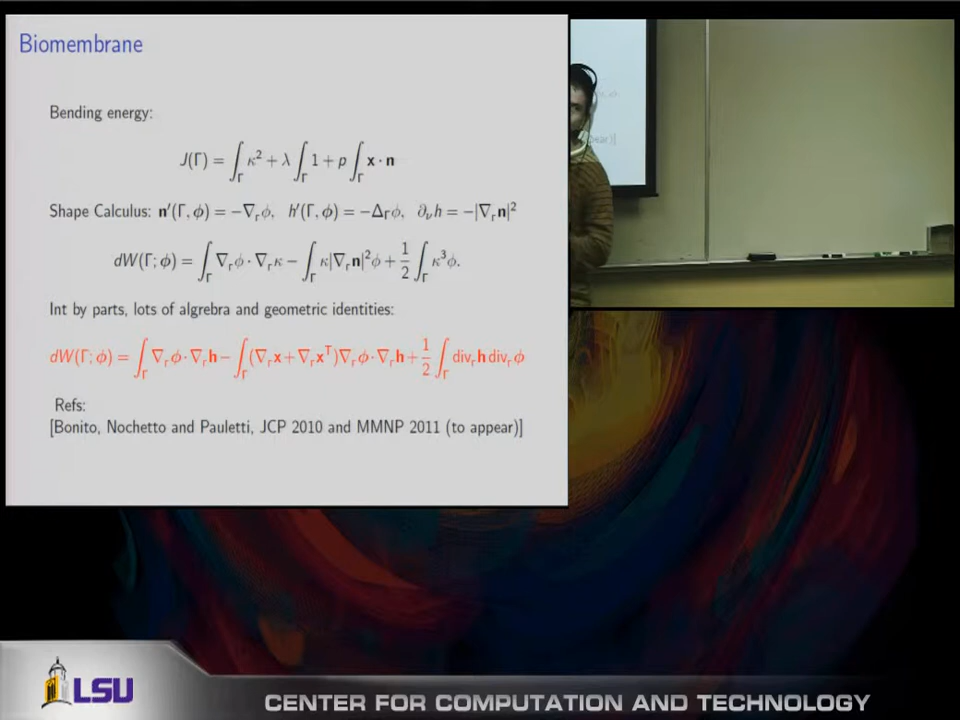 Biomembrane
Bending energy:
J(Γ) = ∫_Γ κ² + λ ∫_Γ 1 + p ∫_Γ x · n
Shape Calculus: n′(Γ, φ) = −∇_Γ φ, h′(Γ, φ) = −Δ_Γ φ, ∂_ν h = −|∇_Γ n|²
dW(Γ; φ) = ∫_Γ ∇_Γ φ · ∇_Γ κ − ∫_Γ κ|∇_Γ n|² φ + 1/2 ∫_Γ κ³ φ.
Int by parts, lots of algrebra and geometric identities:
dW(Γ; φ) = ∫_Γ ∇_Γ φ · ∇_Γ h − ∫_Γ (∇_Γ x + ∇_Γ x^T)∇_Γ φ · ∇_Γ h + 1/2 ∫_Γ div_Γ h div_Γ φ
Refs:
[Bonito, Nochetto and Pauletti, JCP 2010 and MMNP 2011 (to appear)]
LSU
CENTER FOR COMPUTATION AND TECHNOLOGY